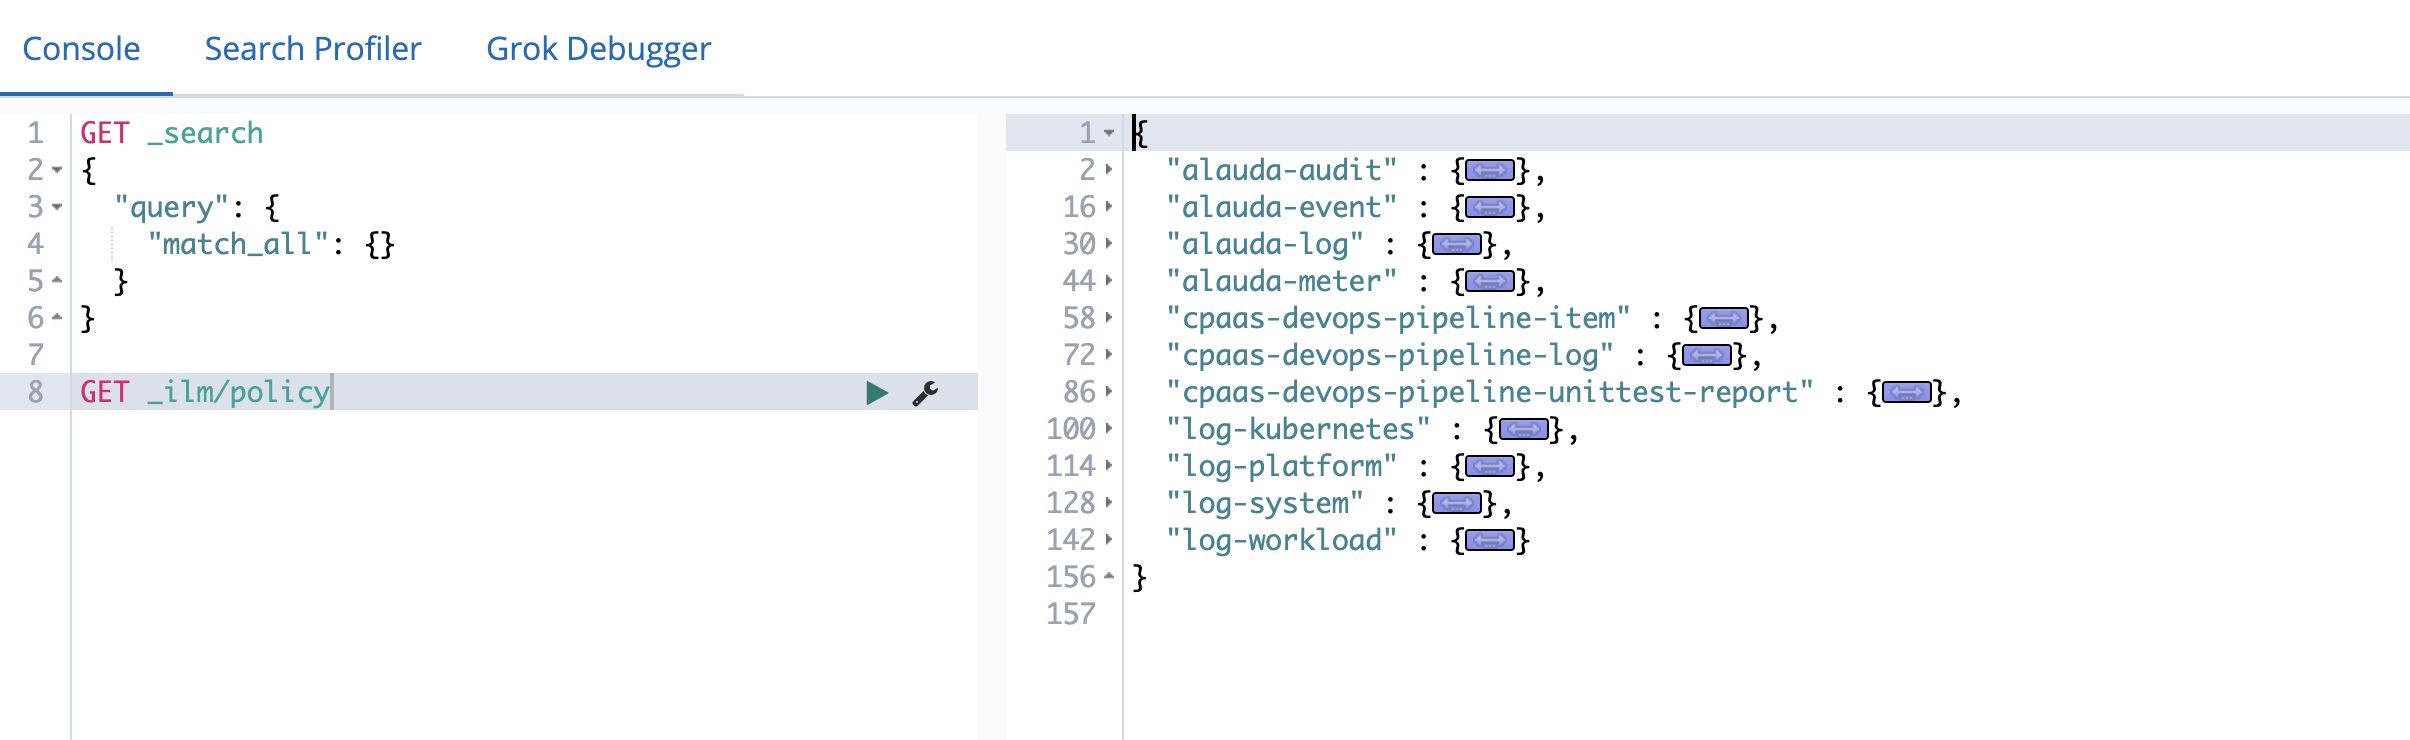 Console Search Profiler Grok Debugger
1 GET _search
2 {
3 "query": {
4 "match_all": {}
5 }
6 }
7
8 GET _ilm/policy
1 {
2 "alauda-audit" : {},
16 "alauda-event" : {},
30 "alauda-log" : {},
44 "alauda-meter" : {},
58 "cpaas-devops-pipeline-item" : {},
72 "cpaas-devops-pipeline-log" : {},
86 "cpaas-devops-pipeline-unittest-report" : {},
100 "log-kubernetes" : {},
114 "log-platform" : {},
128 "log-system" : {},
142 "log-workload" : {}
156 }
157